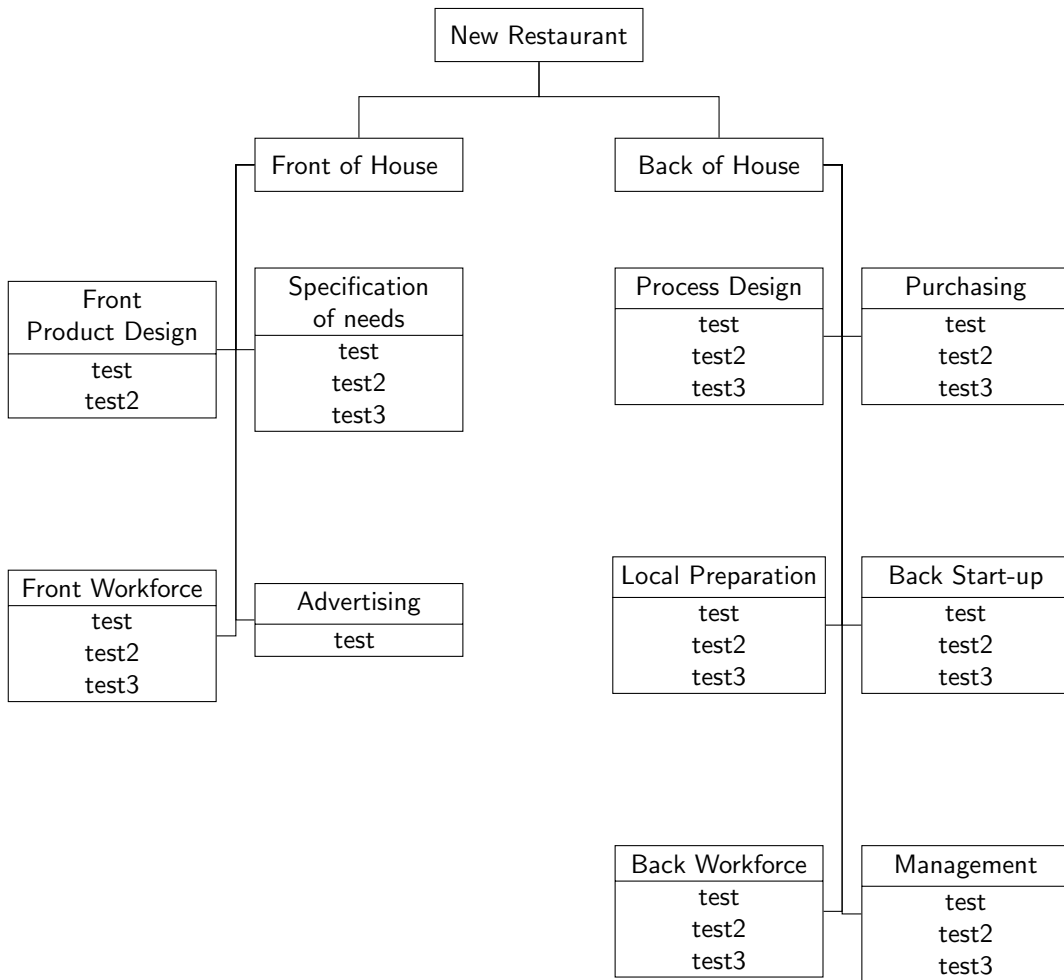 New Restaurant
Front of House
Back of House
Front
Product Design
test
test2
Specification
of needs
test
test2
test3
Process Design
test
test2
test3
Purchasing
test
test2
test3
Front Workforce
test
test2
test3
Advertising
test
Local Preparation
test
test2
test3
Back Start-up
test
test2
test3
Back Workforce
test
test2
test3
Management
test
test2
test3